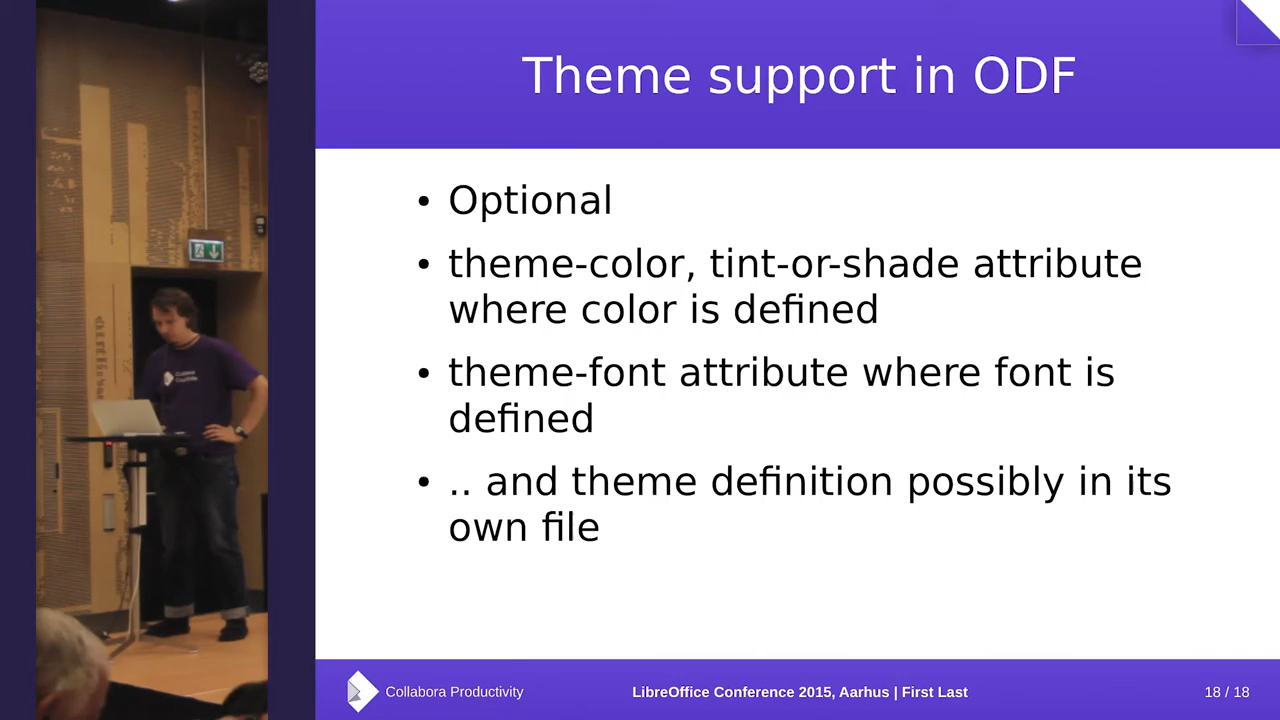 Theme support in ODF
• Optional
• theme-color, tint-or-shade attribute
where color is defined
• theme-font attribute where font is
defined
• .. and theme definition possibly in its
own file
Collabora Productivity
LibreOffice Conference 2015, Aarhus | First Last
18 / 18